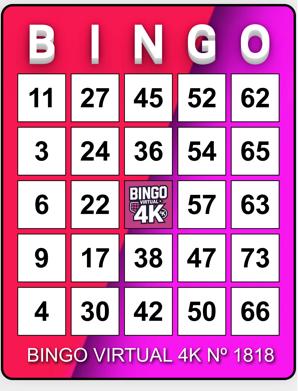 B I N G O
11 27 45 52 62
3 24 36 54 65
6 22 BINGO VIRTUAL 4K 57 63
9 17 38 47 73
4 30 42 50 66
BINGO VIRTUAL 4K Nº 1818